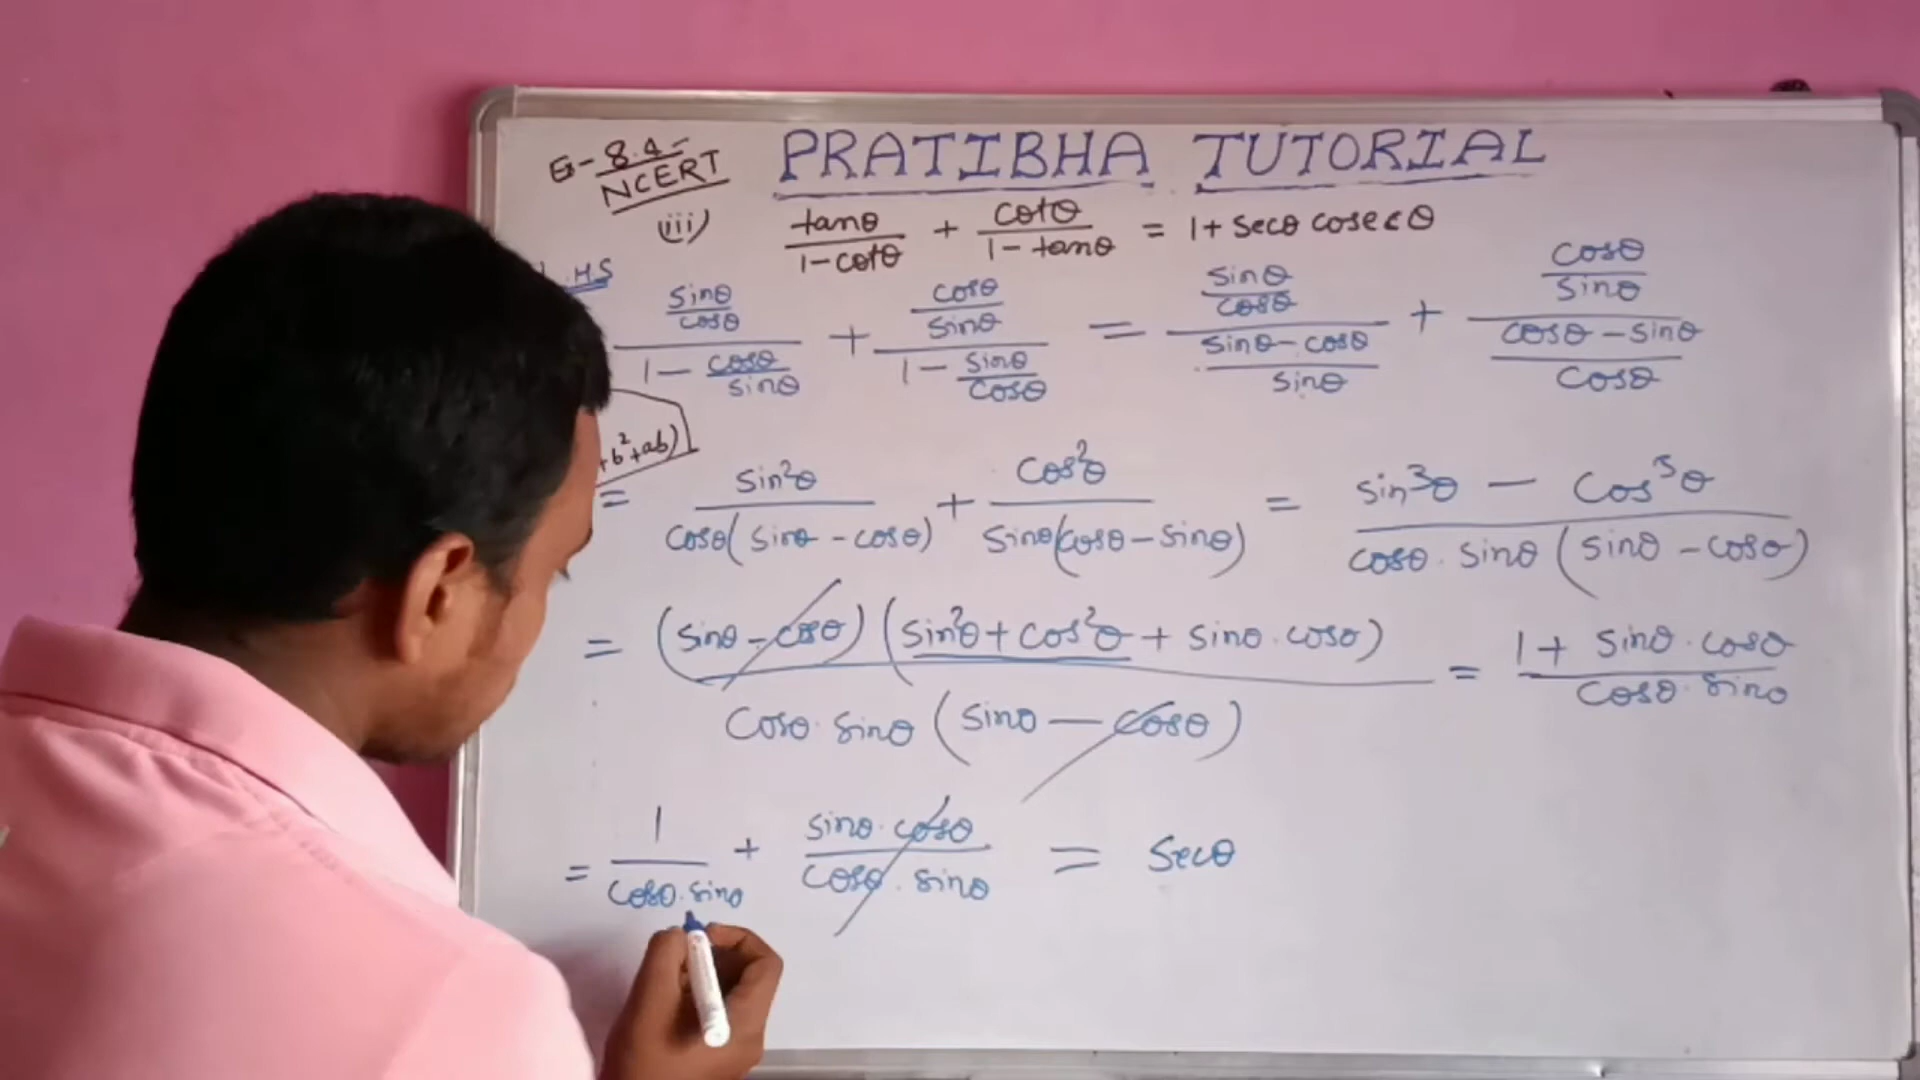 Ex-8.4- PRATIBHA TUTORIAL
NCERT
(iii) tanθ/1-cotθ + cotθ/1-tanθ = 1+secθ cosecθ
HS
sinθ/cosθ / 1-cosθ/sinθ + cosθ/sinθ / 1-sinθ/cosθ = sinθ/cosθ / sinθ-cosθ/sinθ + cosθ/sinθ / cosθ-sinθ/cosθ
+b²+ab)
= sin²θ/cosθ(sinθ-cosθ) + cos²θ/sinθ(cosθ-sinθ) = sin³θ - cos³θ/cosθ.sinθ(sinθ-cosθ)
= (sinθ-cosθ)(sin²θ+cos²θ+sinθ.cosθ)/cosθ.sinθ(sinθ-cosθ) = 1+sinθ.cosθ/cosθ.sinθ
= 1/cosθ.sinθ + sinθ.cosθ/cosθ.sinθ = secθ